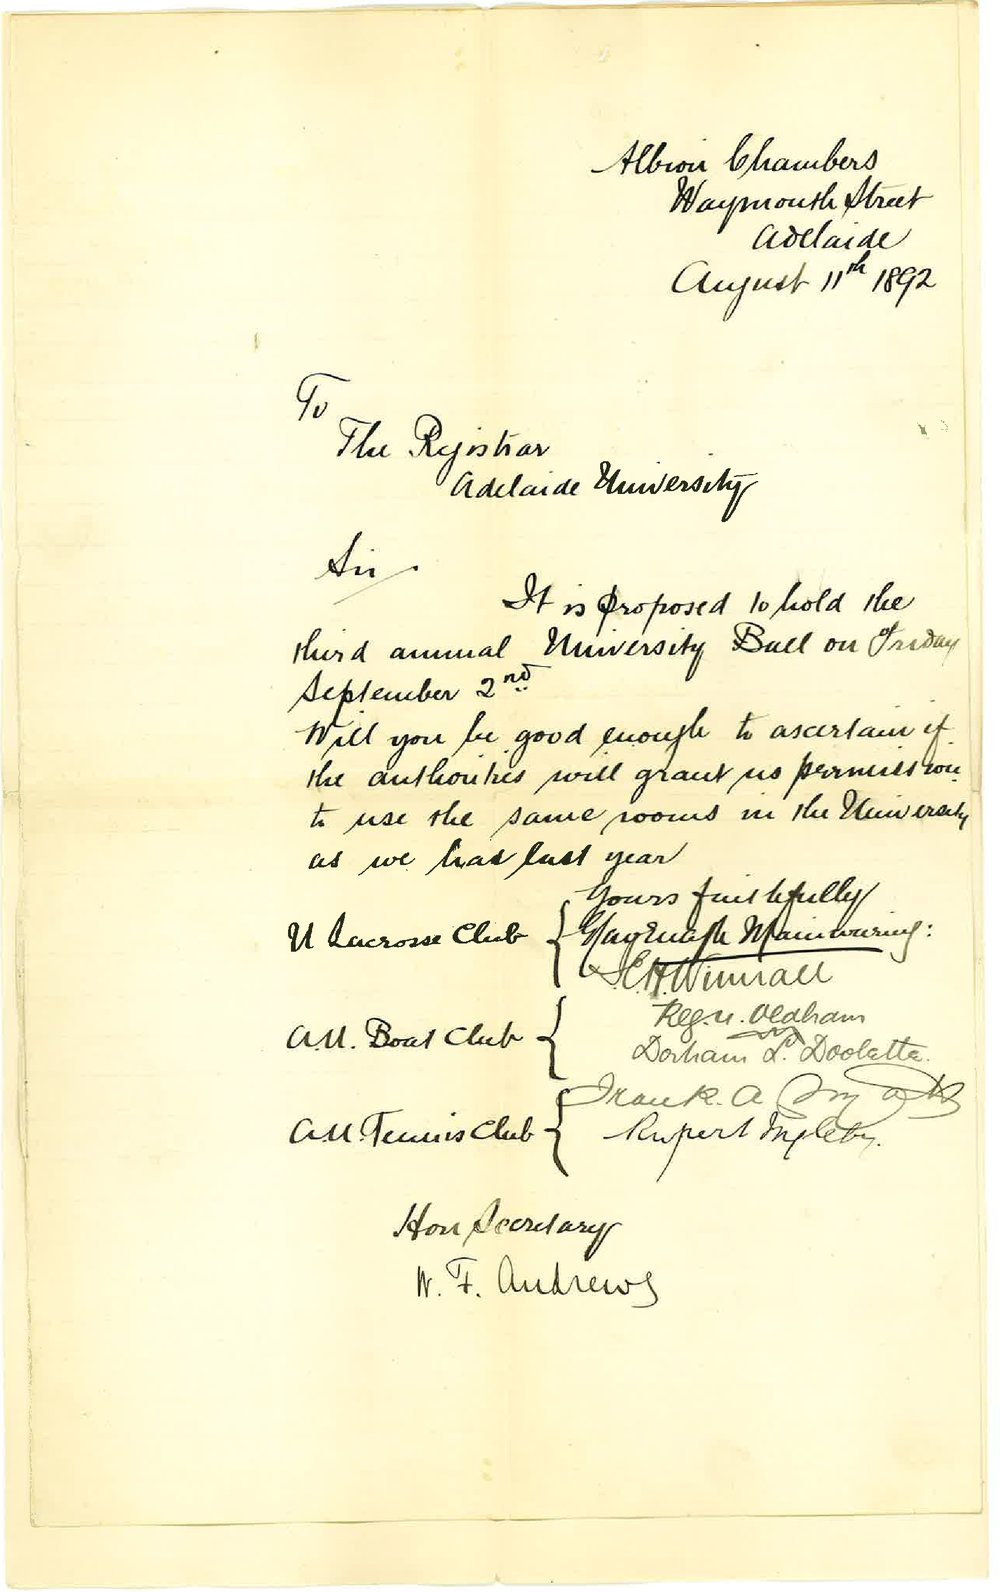 Albion Chambers
Waymouth Street
Adelaide
August 11th 1892
To
The Registrar
Adelaide University
Sir
It is proposed to hold the
third annual University Ball on Friday
September 2nd
Will you be good enough to ascertain if
the authorities will grant us permission
to use the same rooms in the University
as we had last year
Yours faithfully
U Lacrosse Club { Mainwaring:
A.U. Boat Club { Reg. Oldham
Dorham L. Doolette.
A.U. Tennis Club { Frank. A
Rupert Ingleby.
Hon Secretary
W. F. Andrews